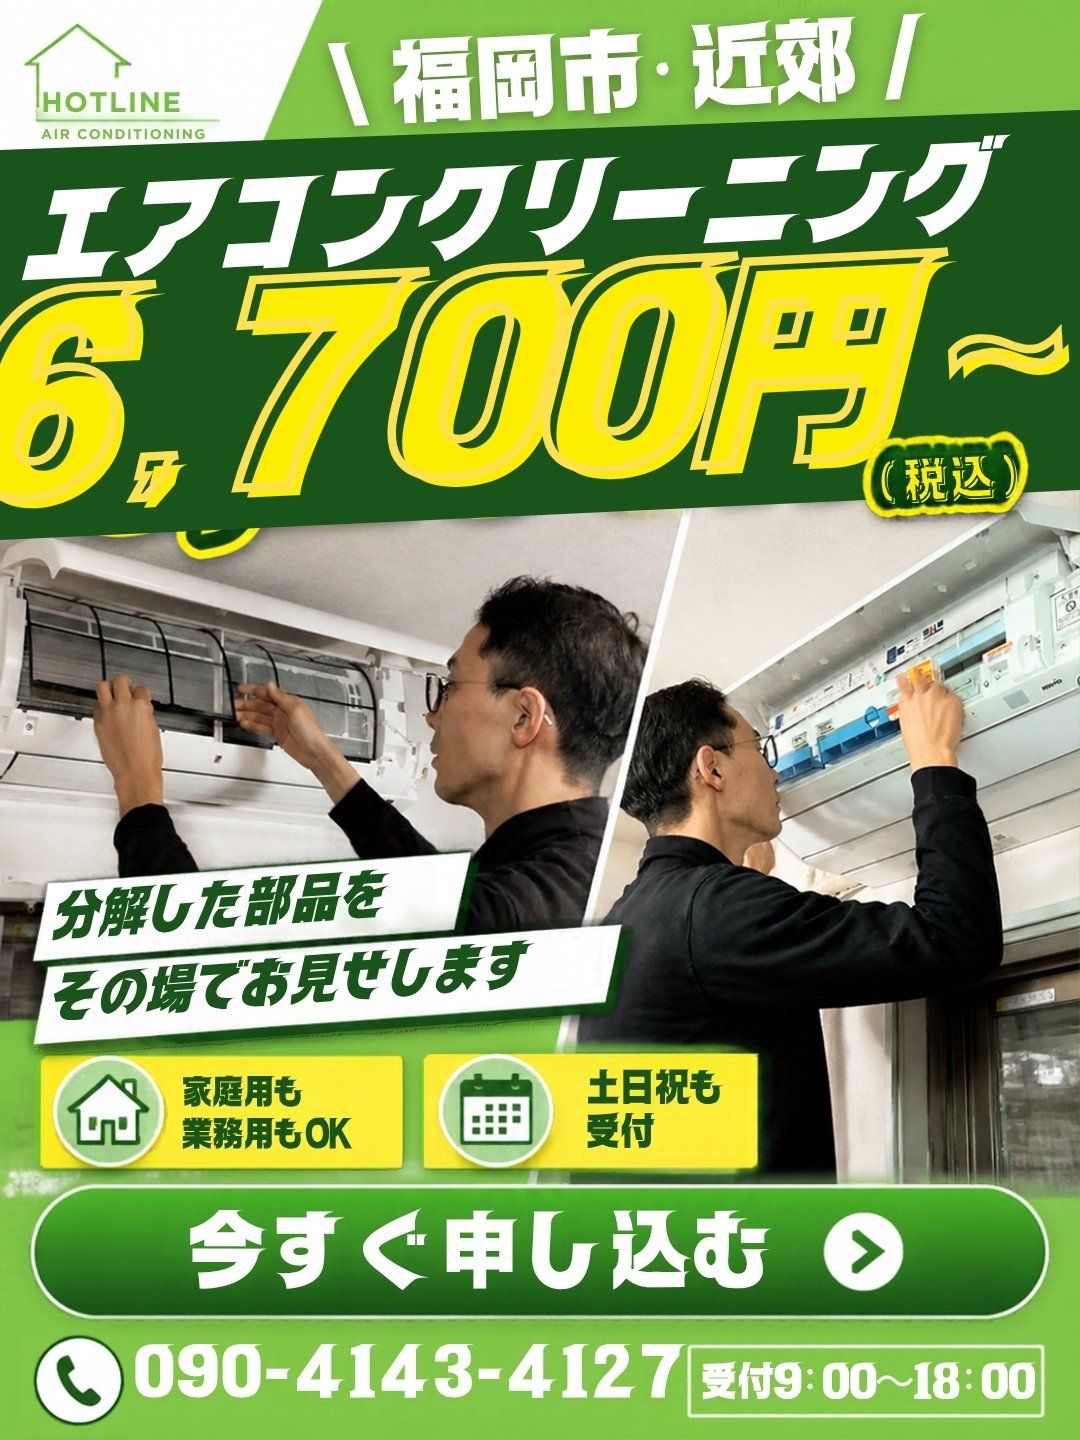 HOTLINE
AIR CONDITIONING
\ 福岡市・近郊 /
エアコンクリーニング
6,700円～
(税込)
分解した部品を
その場でお見せします
家庭用も
業務用もOK
土日祝も
受付
今すぐ申し込む
090-4143-4127
受付9：00～18：00